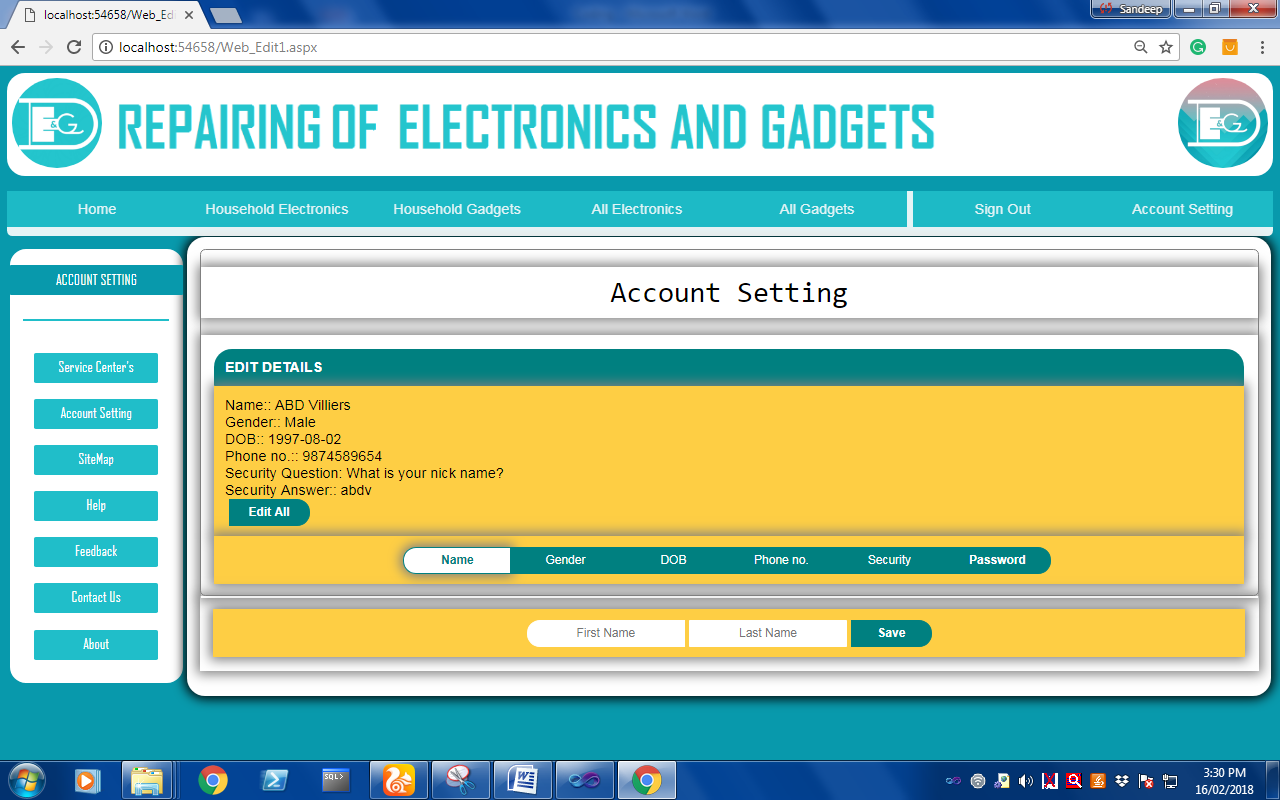 localhost:54658/Web_Edi
Sandeep
localhost:54658/Web_Edit1.aspx
E&G
REPAIRING OF ELECTRONICS AND GADGETS
E&G
Home Household Electronics Household Gadgets All Electronics All Gadgets Sign Out Account Setting
ACCOUNT SETTING
Service Center's
Account Setting
SiteMap
Help
Feedback
Contact Us
About
Account Setting
EDIT DETAILS
Name:: ABD Villiers
Gender:: Male
DOB:: 1997-08-02
Phone no.:: 9874589654
Security Question: What is your nick name?
Security Answer:: abdv
Edit All
Name Gender DOB Phone no. Security Password
First Name Last Name Save
SQL>
3:30 PM
16/02/2018